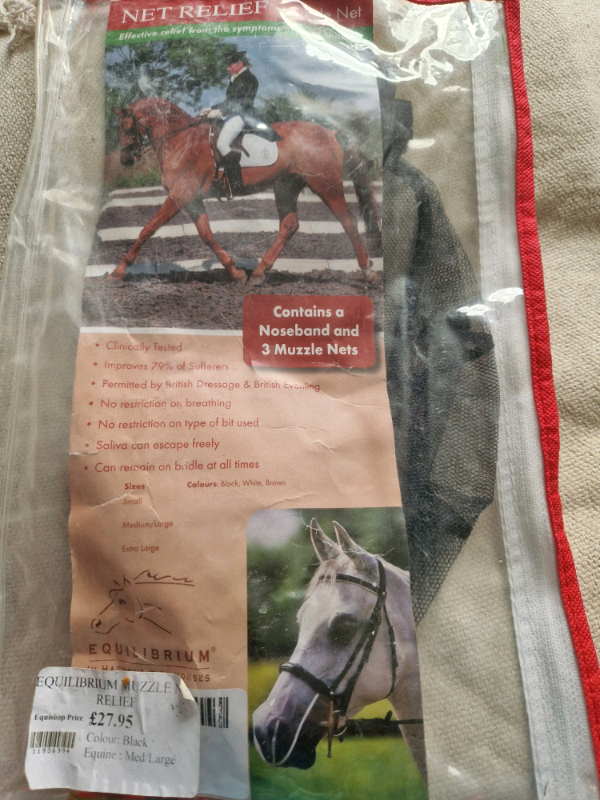 NET RELIEF
Net
Effective relief from the symptoms
Contains a
Noseband and
3 Muzzle Nets
• Clinically Tested
• Improves 79% of Sufferers
• Permitted by British Dressage & British Eventing
• No restriction on breathing
• No restriction on type of bit used
• Saliva can escape freely
• Can remain on bridle at all times
Sizes
Colours: Black, White, Brown
Small
Medium/Large
Extra Large
EQUILIBRIUM®
EQUILIBRIUM MUZZLE
RELIEF
Price £27.95
Colour: Black
Equine : Med/Large